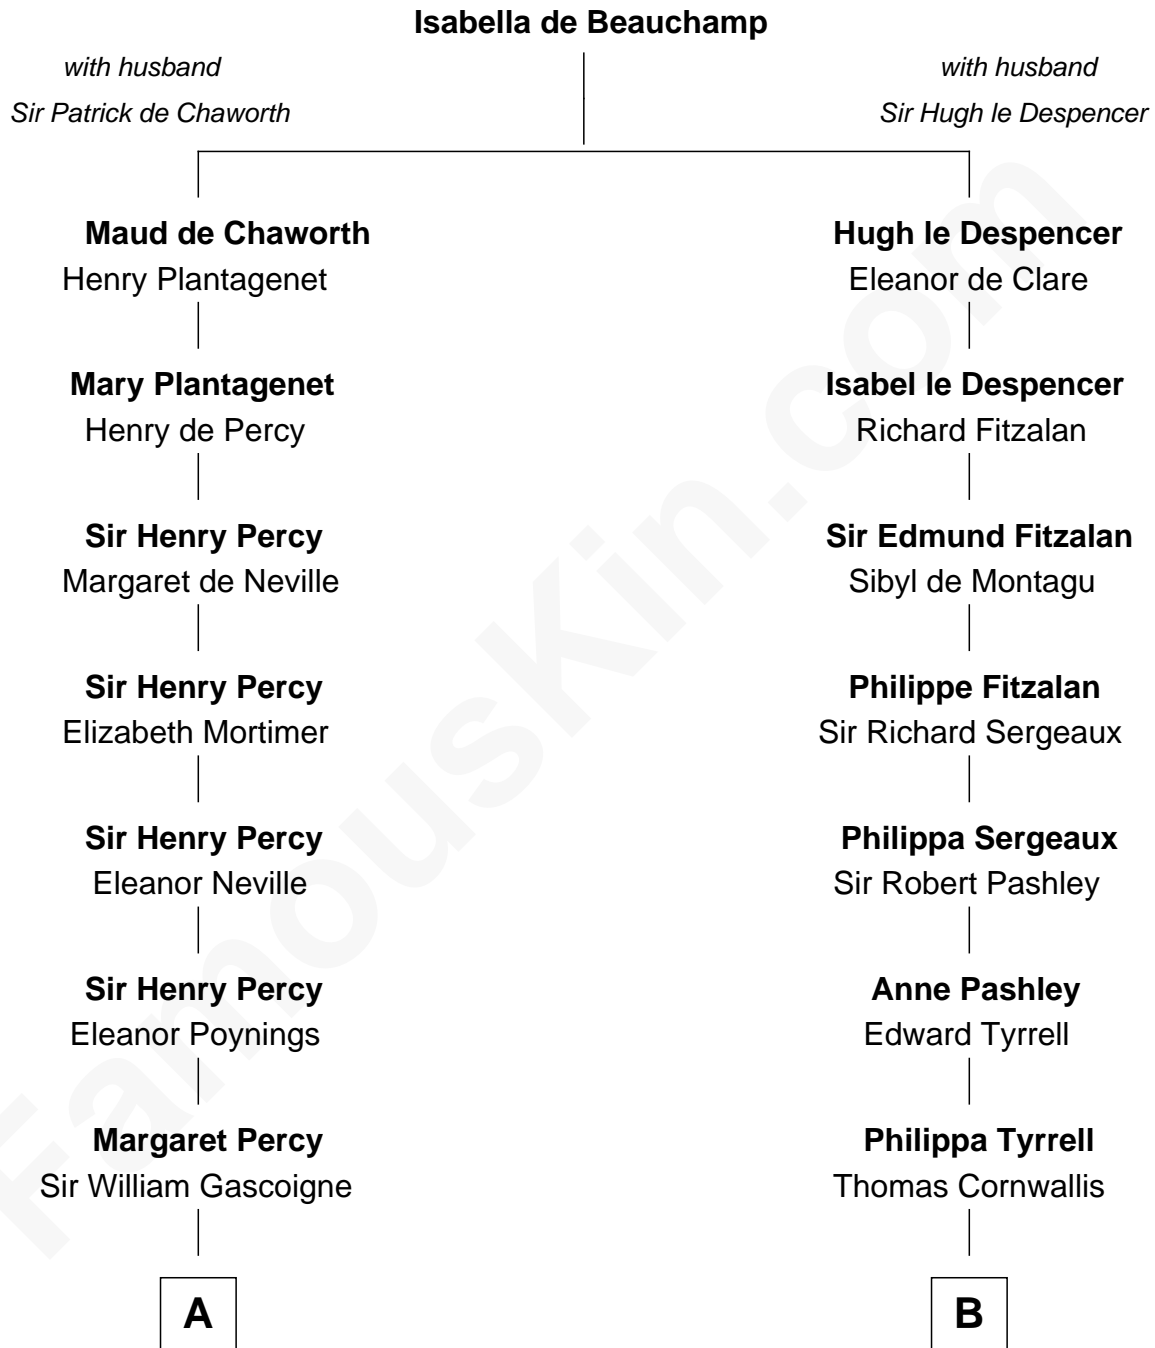 Isabella de Beauchamp
with husband
Sir Patrick de Chaworth
with husband
Sir Hugh le Despencer
Maud de Chaworth
Henry Plantagenet
Mary Plantagenet
Henry de Percy
Sir Henry Percy
Margaret de Neville
Sir Henry Percy
Elizabeth Mortimer
Sir Henry Percy
Eleanor Neville
Sir Henry Percy
Eleanor Poynings
Margaret Percy
Sir William Gascoigne
A
Hugh le Despencer
Eleanor de Clare
Isabel le Despencer
Richard Fitzalan
Sir Edmund Fitzalan
Sibyl de Montagu
Philippe Fitzalan
Sir Richard Sergeaux
Philippa Sergeaux
Sir Robert Pashley
Anne Pashley
Edward Tyrrell
Philippa Tyrrell
Thomas Cornwallis
B
FamousKin.com